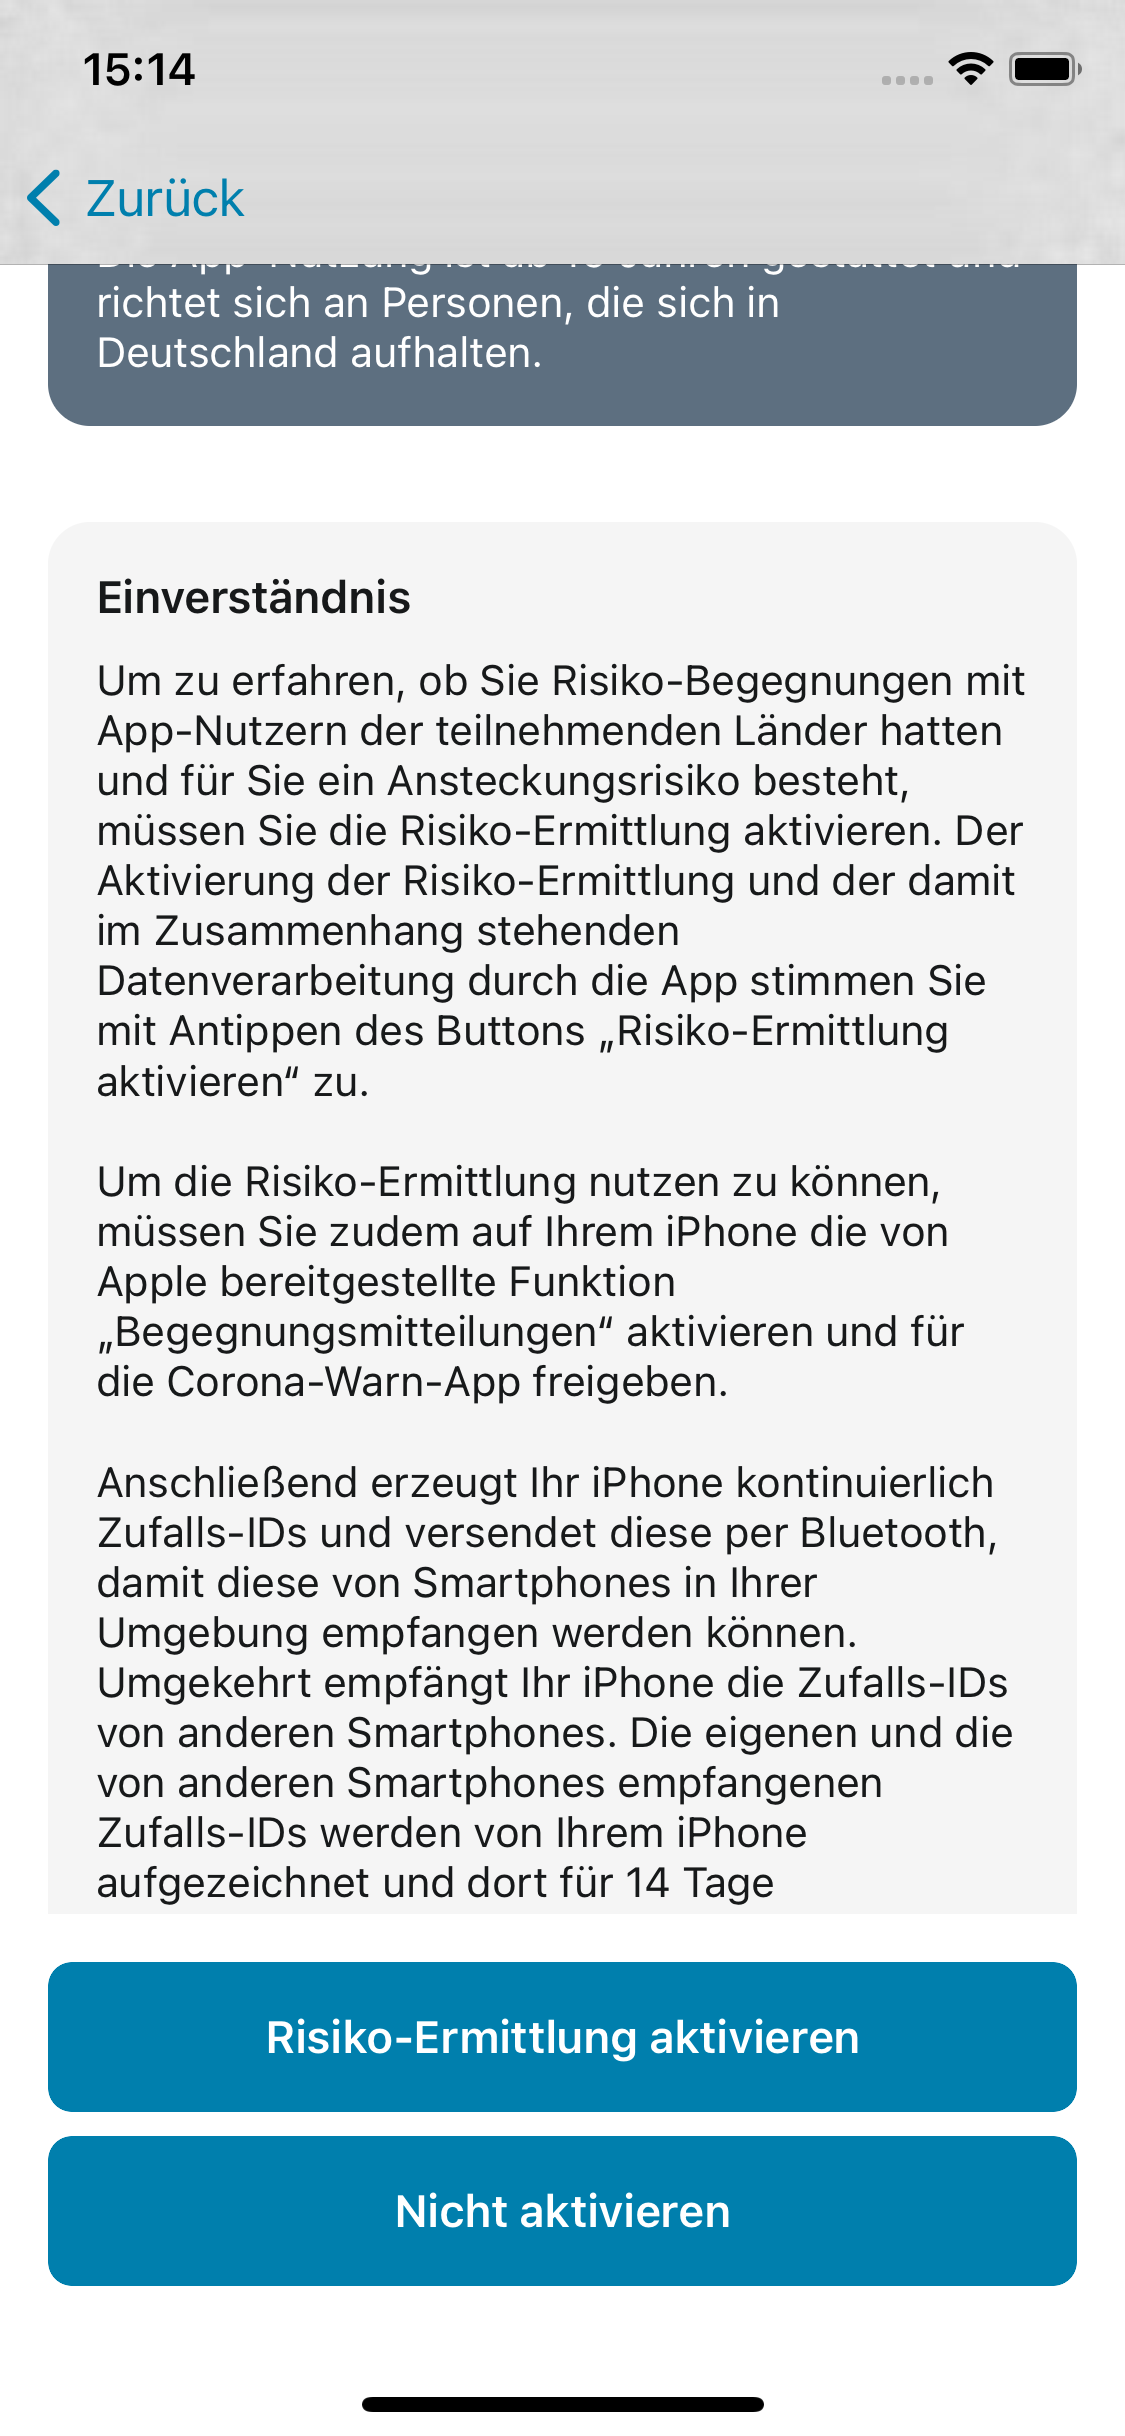 15:14
Zurück
richtet sich an Personen, die sich in
Deutschland aufhalten.
Einverständnis
Um zu erfahren, ob Sie Risiko-Begegnungen mit
App-Nutzern der teilnehmenden Länder hatten
und für Sie ein Ansteckungsrisiko besteht,
müssen Sie die Risiko-Ermittlung aktivieren. Der
Aktivierung der Risiko-Ermittlung und der damit
im Zusammenhang stehenden
Datenverarbeitung durch die App stimmen Sie
mit Antippen des Buttons „Risiko-Ermittlung
aktivieren“ zu.
Um die Risiko-Ermittlung nutzen zu können,
müssen Sie zudem auf Ihrem iPhone die von
Apple bereitgestellte Funktion
„Begegnungsmitteilungen“ aktivieren und für
die Corona-Warn-App freigeben.
Anschließend erzeugt Ihr iPhone kontinuierlich
Zufalls-IDs und versendet diese per Bluetooth,
damit diese von Smartphones in Ihrer
Umgebung empfangen werden können.
Umgekehrt empfängt Ihr iPhone die Zufalls-IDs
von anderen Smartphones. Die eigenen und die
von anderen Smartphones empfangenen
Zufalls-IDs werden von Ihrem iPhone
aufgezeichnet und dort für 14 Tage
Risiko-Ermittlung aktivieren
Nicht aktivieren